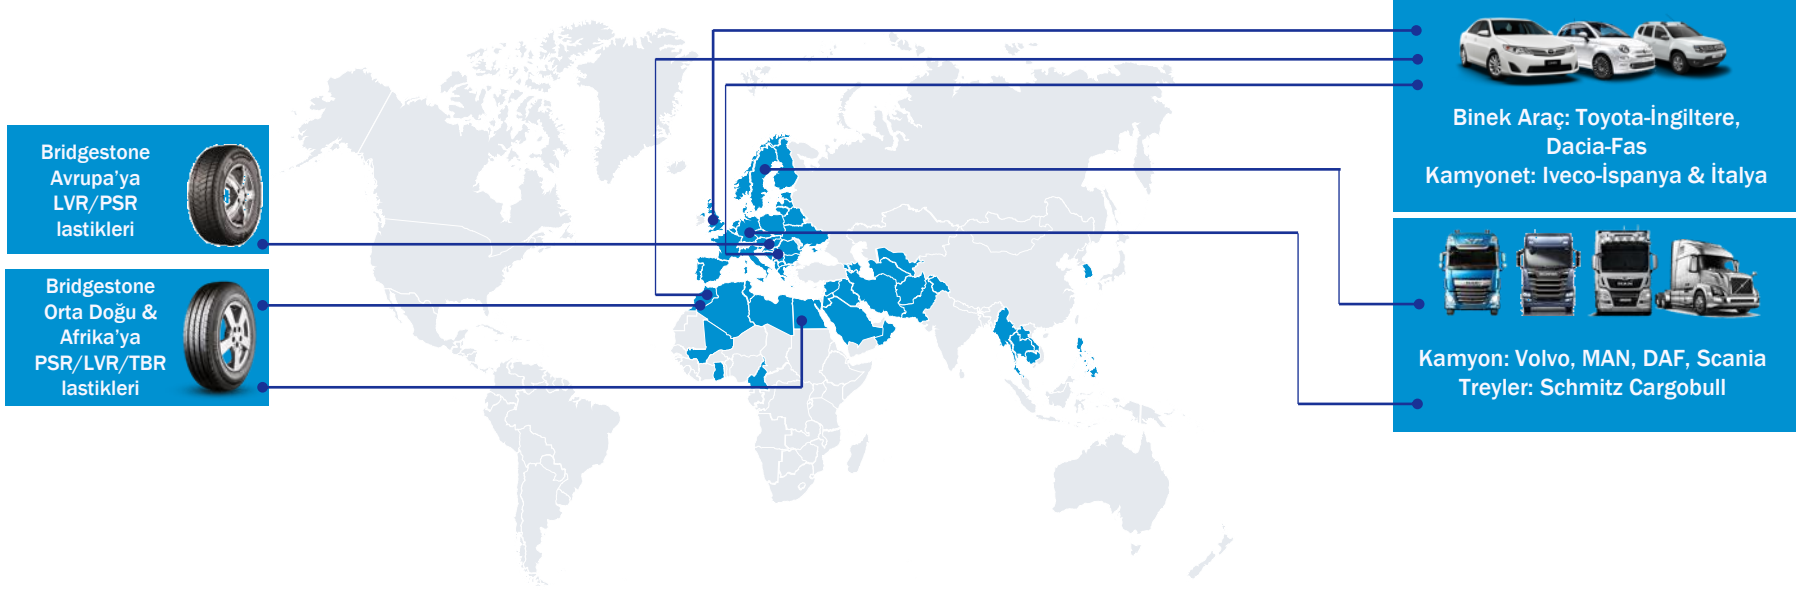 Bridgestone
Avrupa'ya
LVR/PSR
lastikleri
Bridgestone
Orta Doğu &
Afrika'ya
PSR/LVR/TBR
lastikleri
Binek Araç: Toyota-İngiltere,
Dacia-Fas
Kamyonet: Iveco-İspanya & İtalya
Kamyon: Volvo, MAN, DAF, Scania
Treyler: Schmitz Cargobull